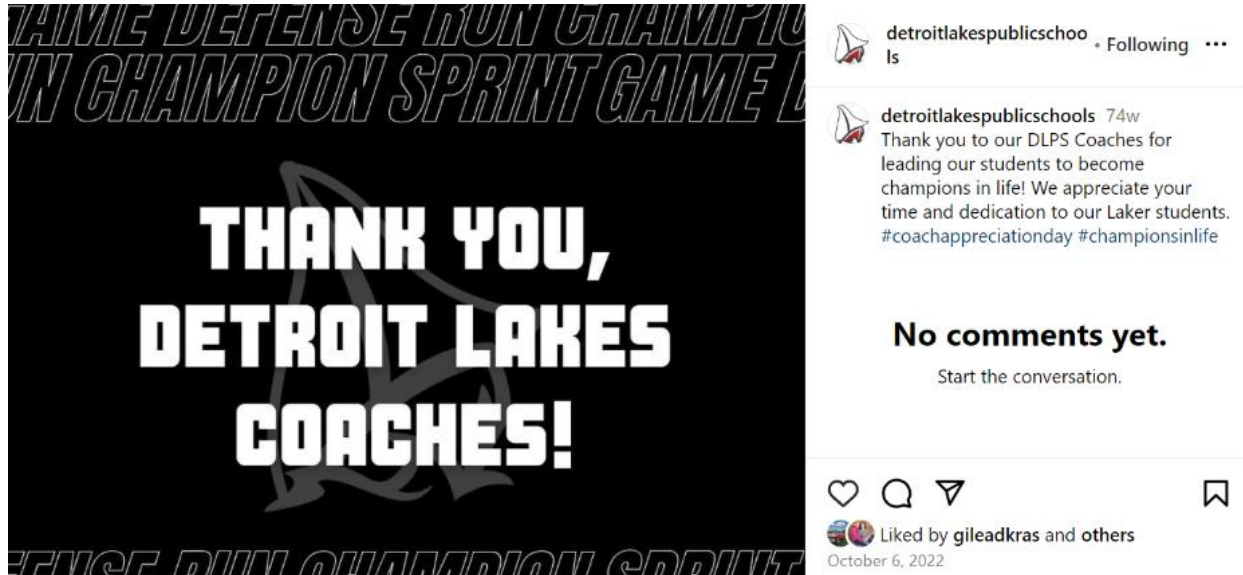 GAME DEFENSE RUN CHAMPIO
UN CHAMPION SPRINT GAME D
THANK YOU,
DETROIT LAKES
COACHES!
EFENSE RUN CHAMPION SPRINT
detroitlakespublicschoo
ls
• Following
detroitlakespublicschools 74w
Thank you to our DLPS Coaches for
leading our students to become
champions in life! We appreciate your
time and dedication to our Laker students.
#coachappreciationday #championsinlife
No comments yet.
Start the conversation.
Liked by gileadkras and others
October 6, 2022